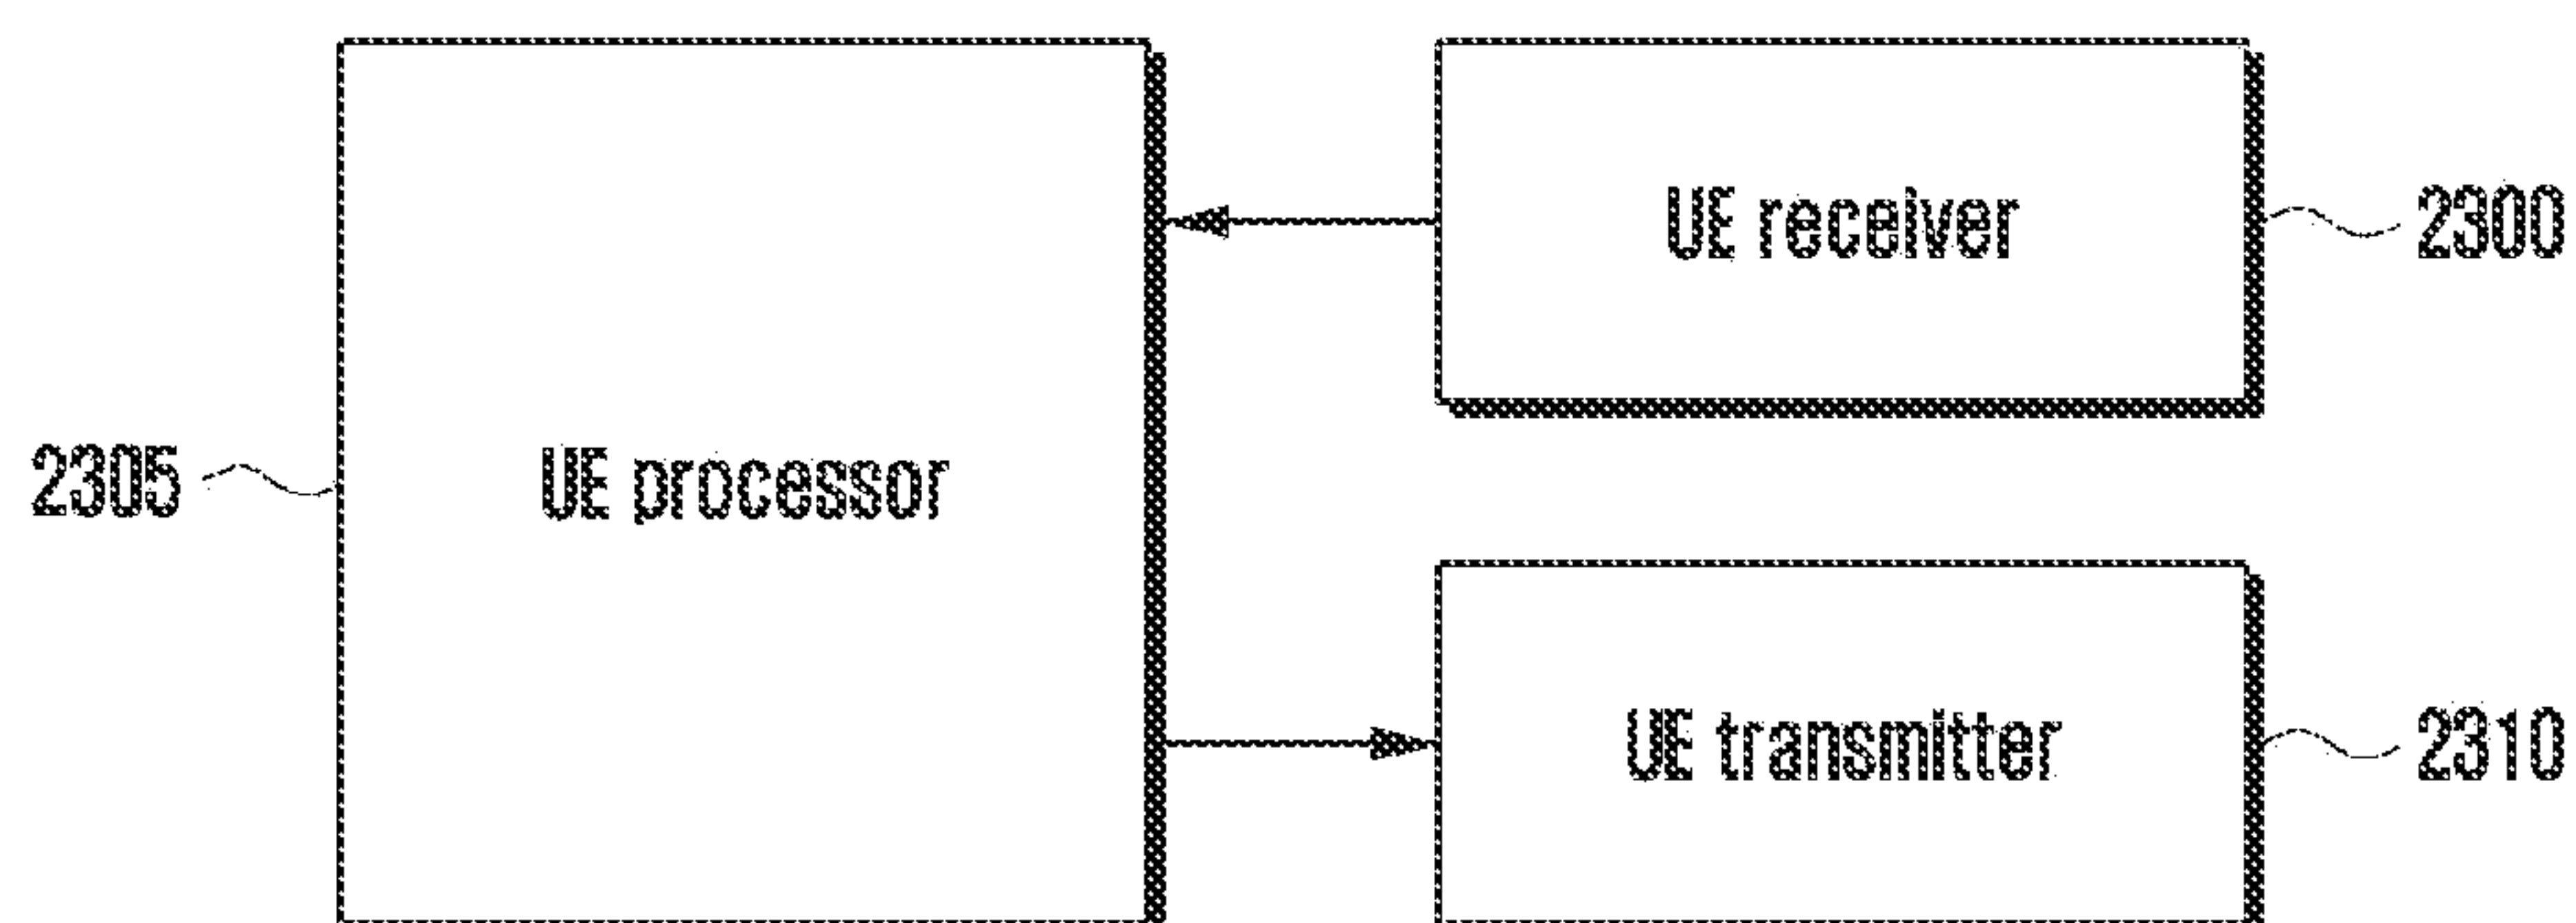 UE receiver
2300
2305
UE processor
UE transmitter
2310